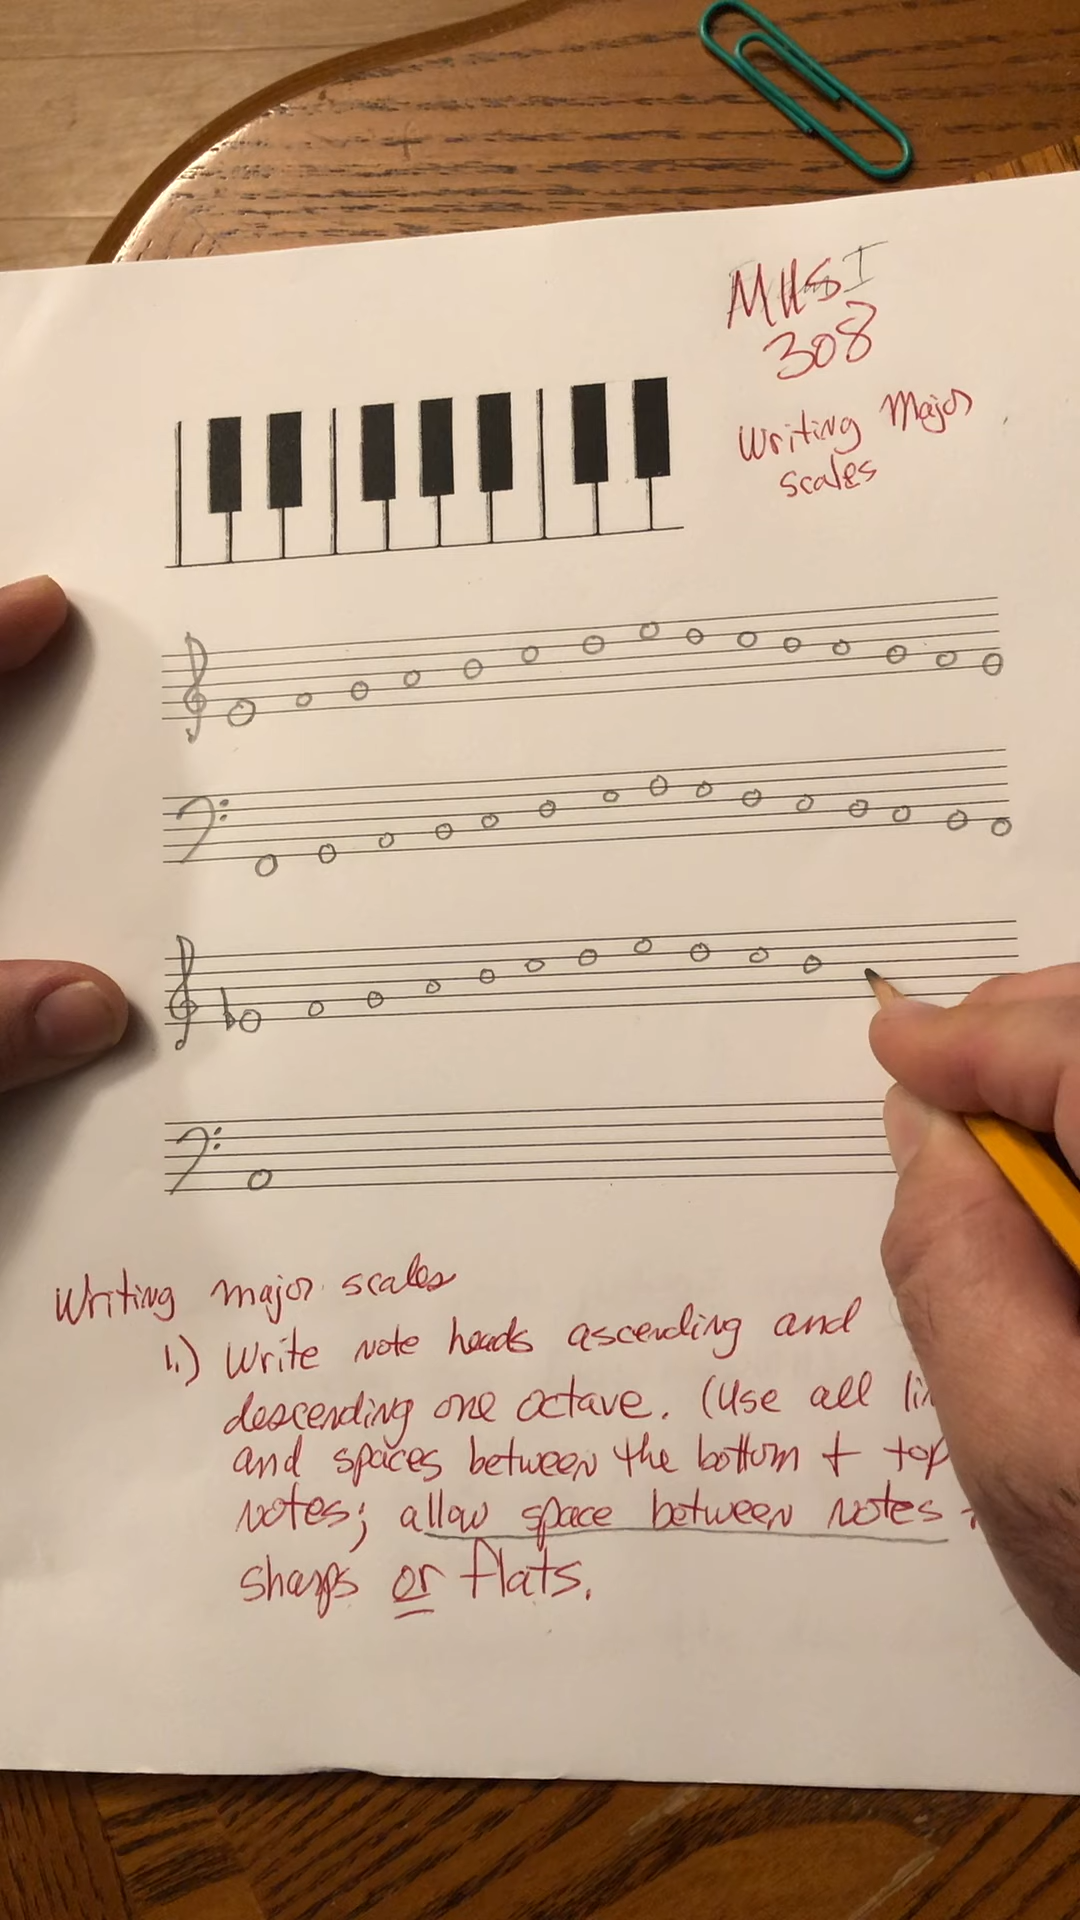 MUSI
308
Writing Major
scales
Writing major scales
1.) Write note heads ascending and
descending one octave. (Use all
and spaces between the bottom + top
notes; allow space between notes
sharps or flats.